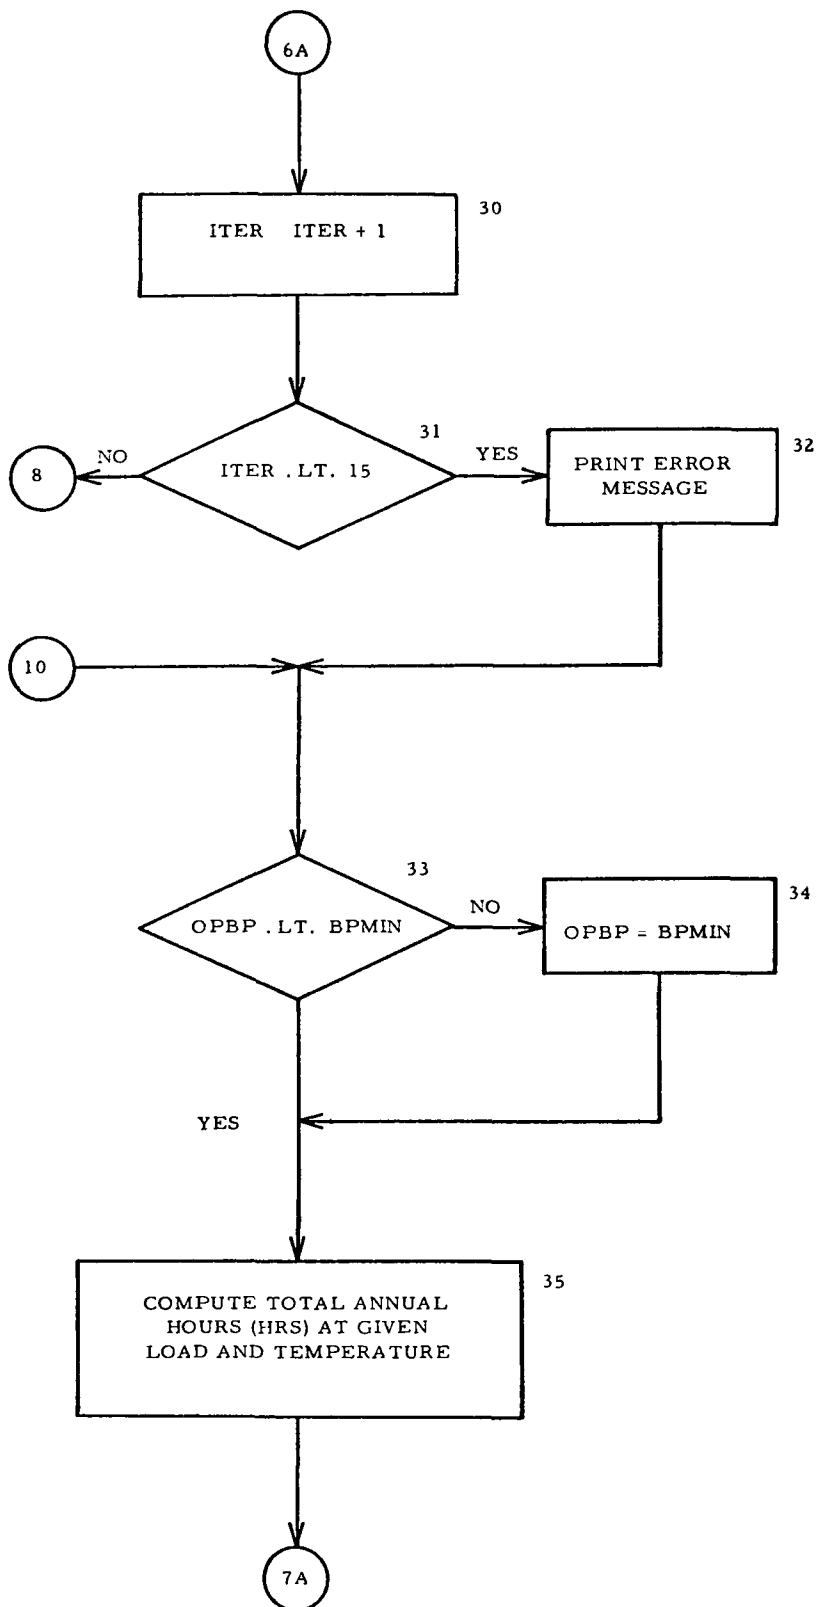 6A
30
ITER ITER + 1
31
8
NO
ITER . LT. 15
YES
32
PRINT ERROR
MESSAGE
10
33
OPBP . LT. BPMIN
NO
34
OPBP = BPMIN
YES
35
COMPUTE TOTAL ANNUAL
HOURS (HRS) AT GIVEN
LOAD AND TEMPERATURE
7A